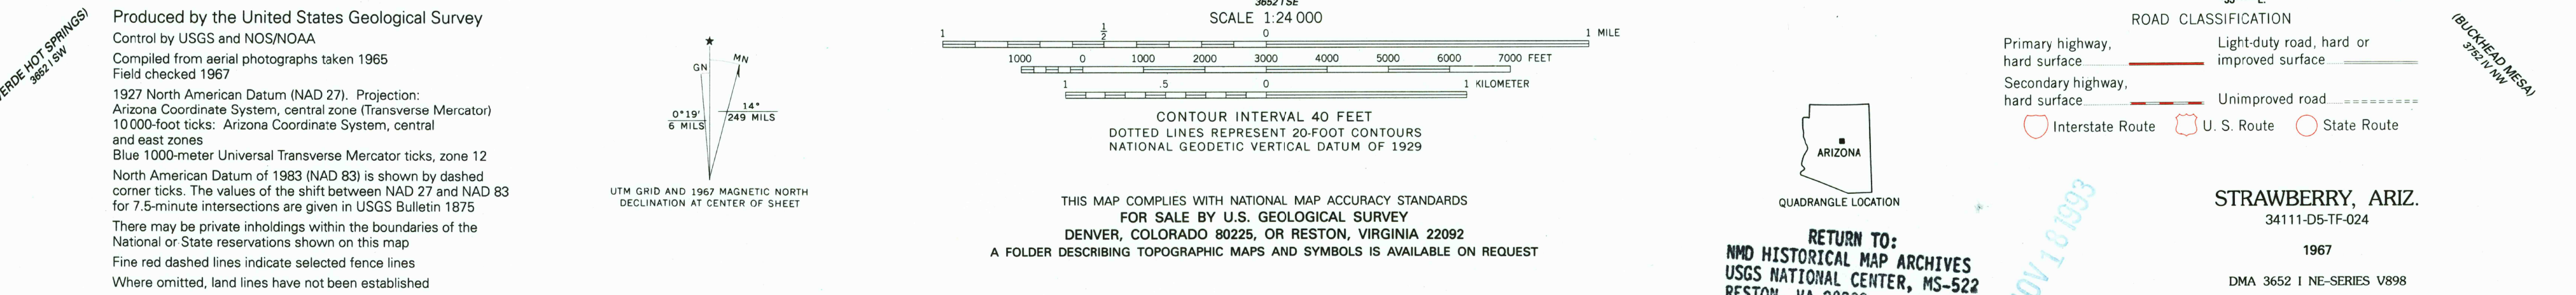 VERDE HOT SPRINGS)
3652 I SW
Produced by the United States Geological Survey
Control by USGS and NOS/NOAA
Compiled from aerial photographs taken 1965
Field checked 1967
1927 North American Datum (NAD 27). Projection:
Arizona Coordinate System, central zone (Transverse Mercator)
10 000-foot ticks: Arizona Coordinate System, central
and east zones
Blue 1000-meter Universal Transverse Mercator ticks, zone 12
North American Datum of 1983 (NAD 83) is shown by dashed
corner ticks. The values of the shift between NAD 27 and NAD 83
for 7.5-minute intersections are given in USGS Bulletin 1875
There may be private inholdings within the boundaries of the
National or State reservations shown on this map
Fine red dashed lines indicate selected fence lines
Where omitted, land lines have not been established
★
GN
MN
0°19'
6 MILS
14°
249 MILS
UTM GRID AND 1967 MAGNETIC NORTH
DECLINATION AT CENTER OF SHEET
3652 I SE
SCALE 1:24 000
1 1/2 0 1 MILE
1000 0 1000 2000 3000 4000 5000 6000 7000 FEET
1 .5 0 1 KILOMETER
CONTOUR INTERVAL 40 FEET
DOTTED LINES REPRESENT 20-FOOT CONTOURS
NATIONAL GEODETIC VERTICAL DATUM OF 1929
THIS MAP COMPLIES WITH NATIONAL MAP ACCURACY STANDARDS
FOR SALE BY U.S. GEOLOGICAL SURVEY
DENVER, COLORADO 80225, OR RESTON, VIRGINIA 22092
A FOLDER DESCRIBING TOPOGRAPHIC MAPS AND SYMBOLS IS AVAILABLE ON REQUEST
ARIZONA
QUADRANGLE LOCATION
RETURN TO:
NMD HISTORICAL MAP ARCHIVES
USGS NATIONAL CENTER, MS-522
RESTON, VA
NOV 18 1993
ROAD CLASSIFICATION
Primary highway,
hard surface
Light-duty road, hard or
improved surface
Secondary highway,
hard surface
Unimproved road
Interstate Route
U. S. Route
State Route
(BUCKHEAD MESA)
3752 IV NW
STRAWBERRY, ARIZ.
34111-D5-TF-024
1967
DMA 3652 I NE-SERIES V898